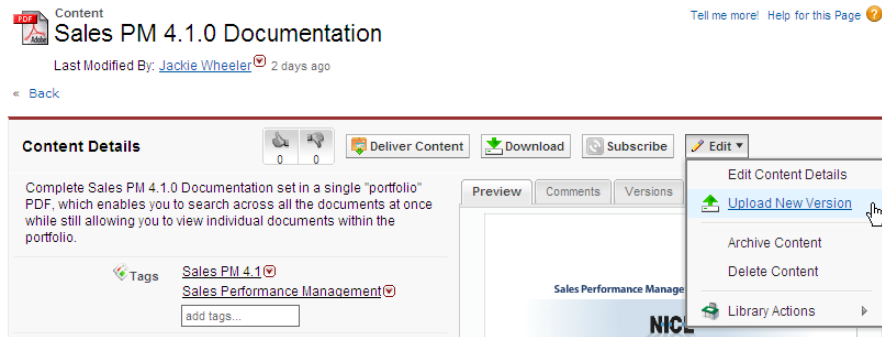 Content
Tell me more! Help for this Page ?
PDF
Adobe
Sales PM 4.1.0 Documentation
Last Modified By: Jackie Wheeler 2 days ago
« Back
Content Details
0 0
Deliver Content
Download
Subscribe
Edit
Complete Sales PM 4.1.0 Documentation set in a single "portfolio"
PDF, which enables you to search across all the documents at once
while still allowing you to view individual documents within the
portfolio.
Tags
Sales PM 4.1
Sales Performance Management
add tags...
Preview Comments Versions
Sales Performance Manage
NICE
Edit Content Details
Upload New Version
Archive Content
Delete Content
Library Actions